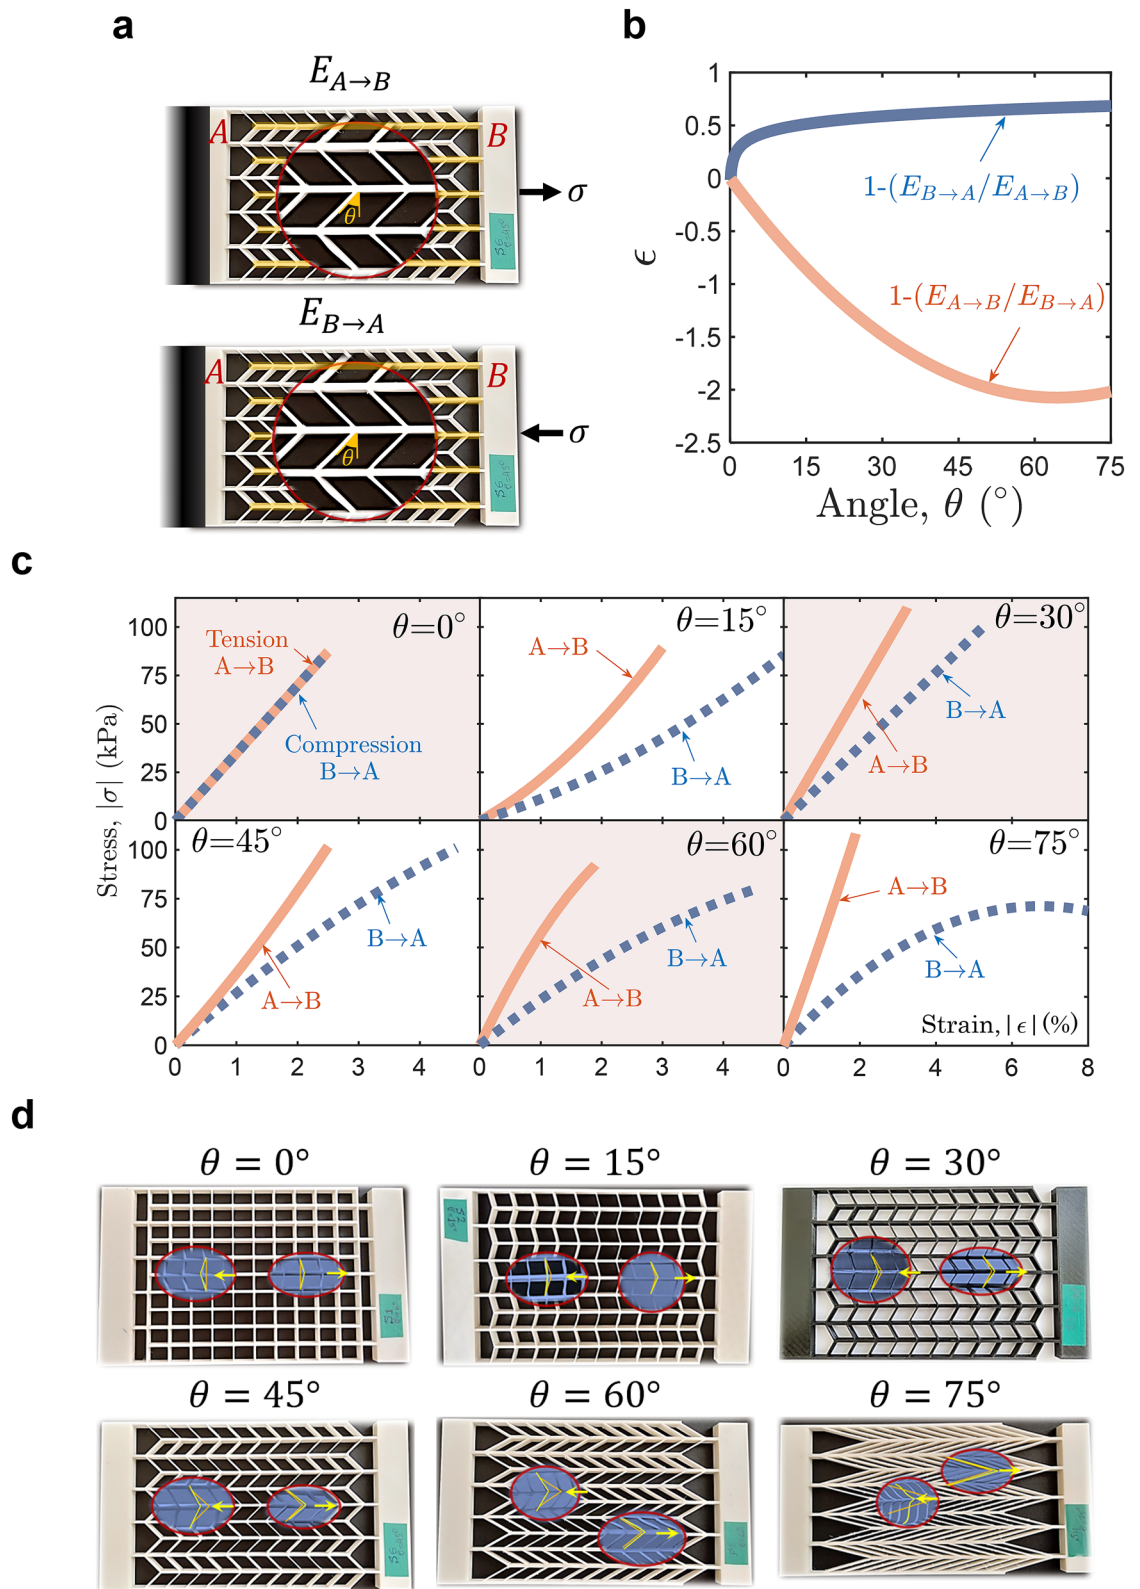 a
b
E_{A→B}
A
B
θ
σ
E_{B→A}
A
B
θ
σ
1
0.5
0
-0.5
-1
-1.5
-2
-2.5
ϵ
1-(E_{B→A}/E_{A→B})
1-(E_{A→B}/E_{B→A})
0 15 30 45 60 75
Angle, θ (°)
c
Stress, |σ| (kPa)
100
75
50
25
0
θ=0°
Tension
A→B
Compression
B→A
θ=15°
A→B
B→A
θ=30°
B→A
A→B
100
75
50
25
0
θ=45°
B→A
A→B
θ=60°
B→A
A→B
θ=75°
A→B
B→A
Strain, |ϵ| (%)
0 1 2 3 4 0 1 2 3 4 0 2 4 6 8
d
θ = 0°
θ = 15°
θ = 30°
θ = 45°
θ = 60°
θ = 75°